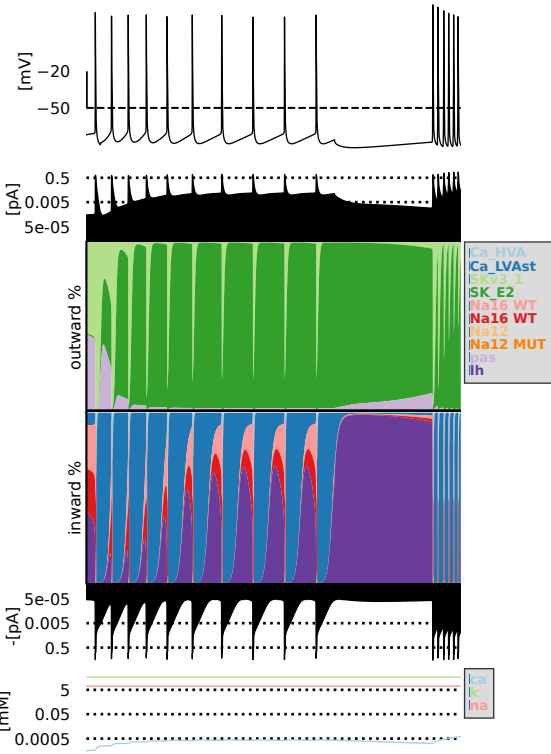 [mV]
−20
−50
[pA]
0.5
0.005
5e-05
outward %
Ca_HVA
Ca_LVAst
SKv3_1
SK_E2
Na16 WT
Na16 WT
Na12
Na12 MUT
pas
Ih
inward %
5e-05
0.005
0.5
-[pA]
ca
k
na
5
0.05
0.0005
[mM]